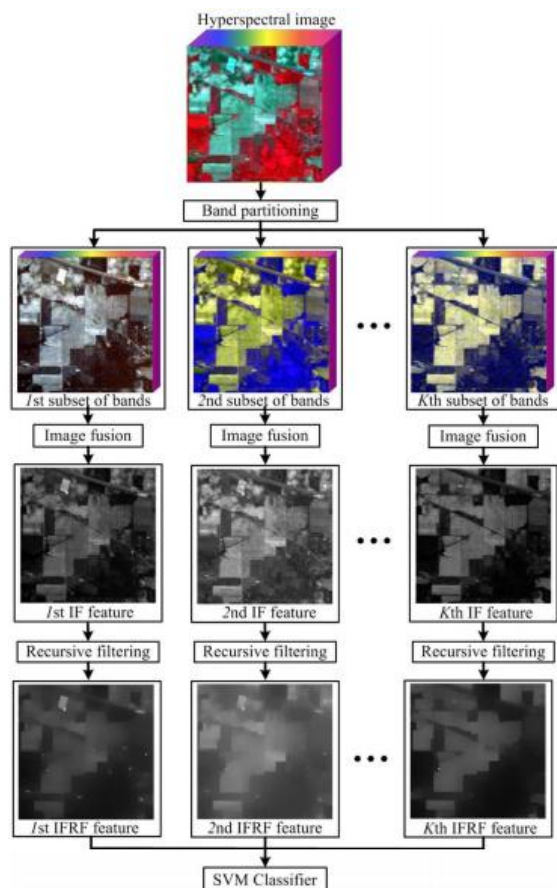 Hyperspectral image
Band partitioning
1st subset of bands 2nd subset of bands Kth subset of bands
Image fusion Image fusion Image fusion
1st IF feature 2nd IF feature Kth IF feature
Recursive filtering Recursive filtering Recursive filtering
1st IFRF feature 2nd IFRF feature Kth IFRF feature
SVM Classifier